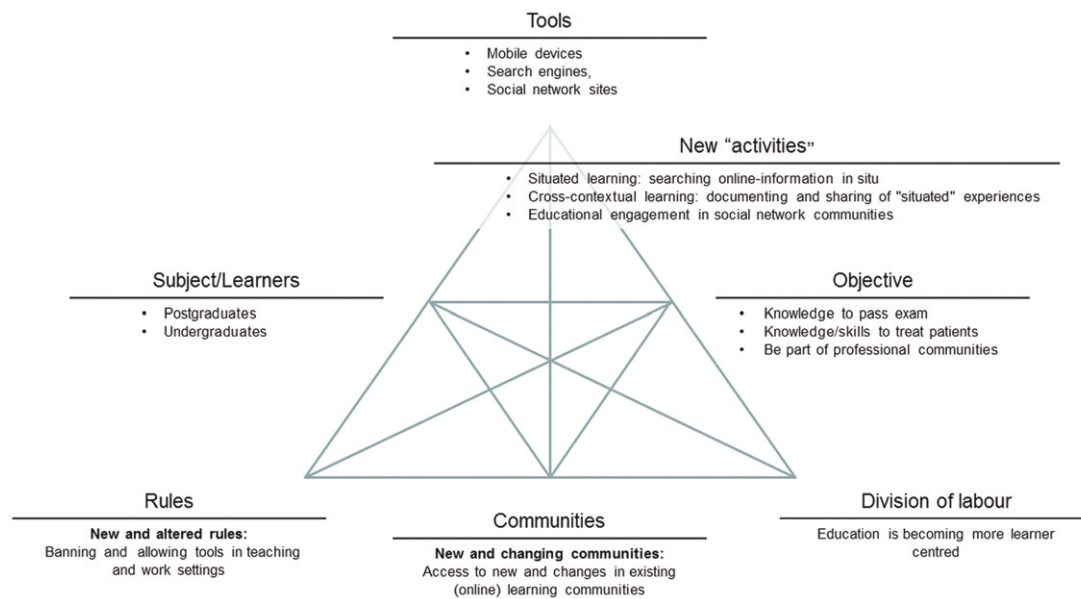 Tools
• Mobile devices
• Search engines,
• Social network sites
New "activities"
• Situated learning: searching online-information in situ
• Cross-contextual learning: documenting and sharing of "situated" experiences
• Educational engagement in social network communities
Subject/Learners
• Postgraduates
• Undergraduates
Objective
• Knowledge to pass exam
• Knowledge/skills to treat patients
• Be part of professional communities
Rules
New and altered rules:
Banning and allowing tools in teaching
and work settings
Communities
New and changing communities:
Access to new and changes in existing
(online) learning communities
Division of labour
Education is becoming more learner
centred